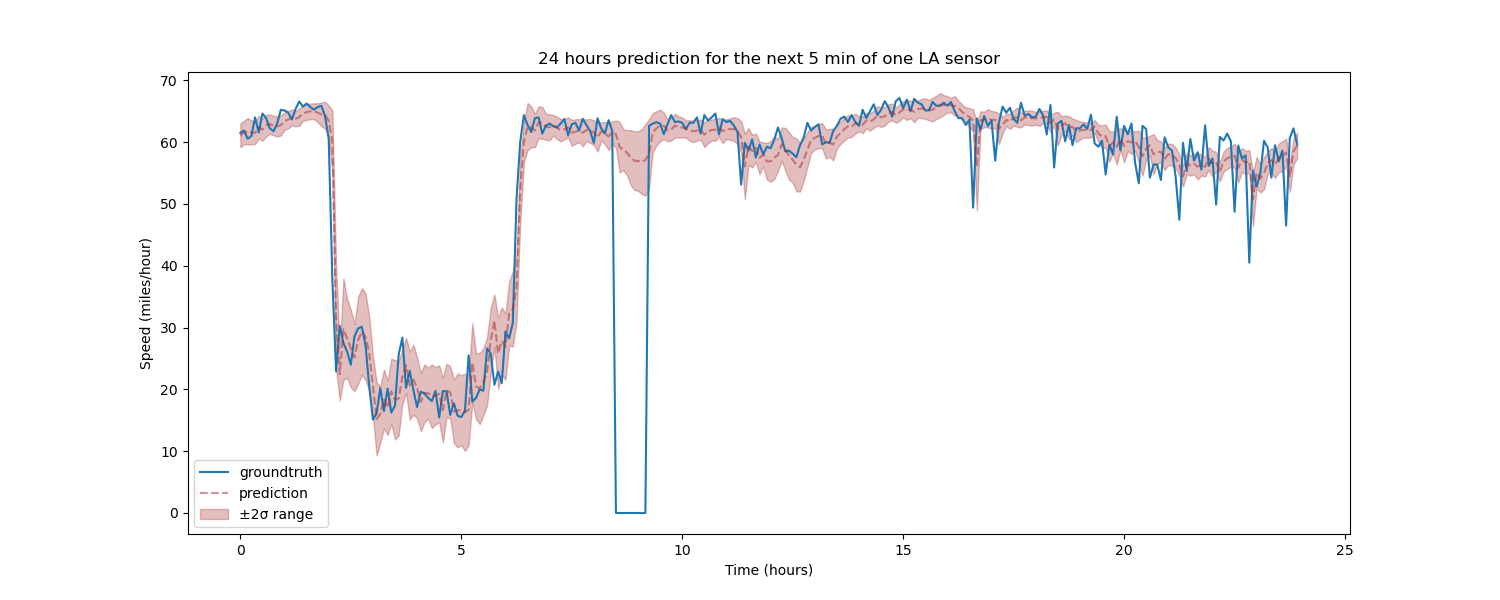 24 hours prediction for the next 5 min of one LA sensor
70
60
50
40
30
20
10
0
Speed (miles/hour)
groundtruth
prediction
±2σ range
0
5
10
15
20
25
Time (hours)